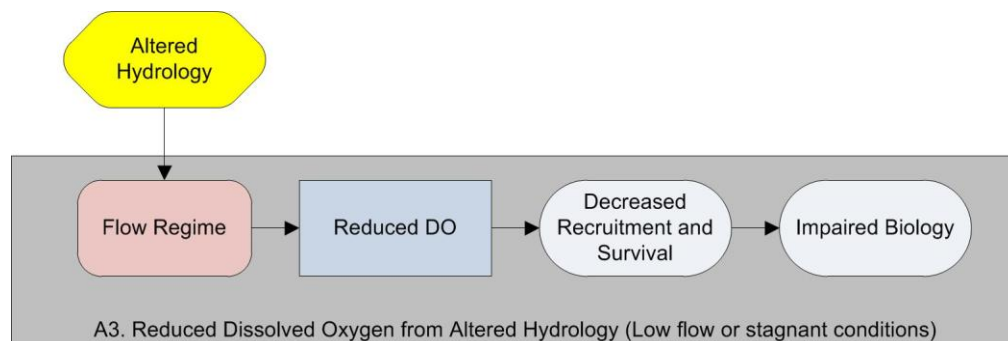 Altered
Hydrology
Flow Regime
Reduced DO
Decreased
Recruitment and
Survival
Impaired Biology
A3. Reduced Dissolved Oxygen from Altered Hydrology (Low flow or stagnant conditions)